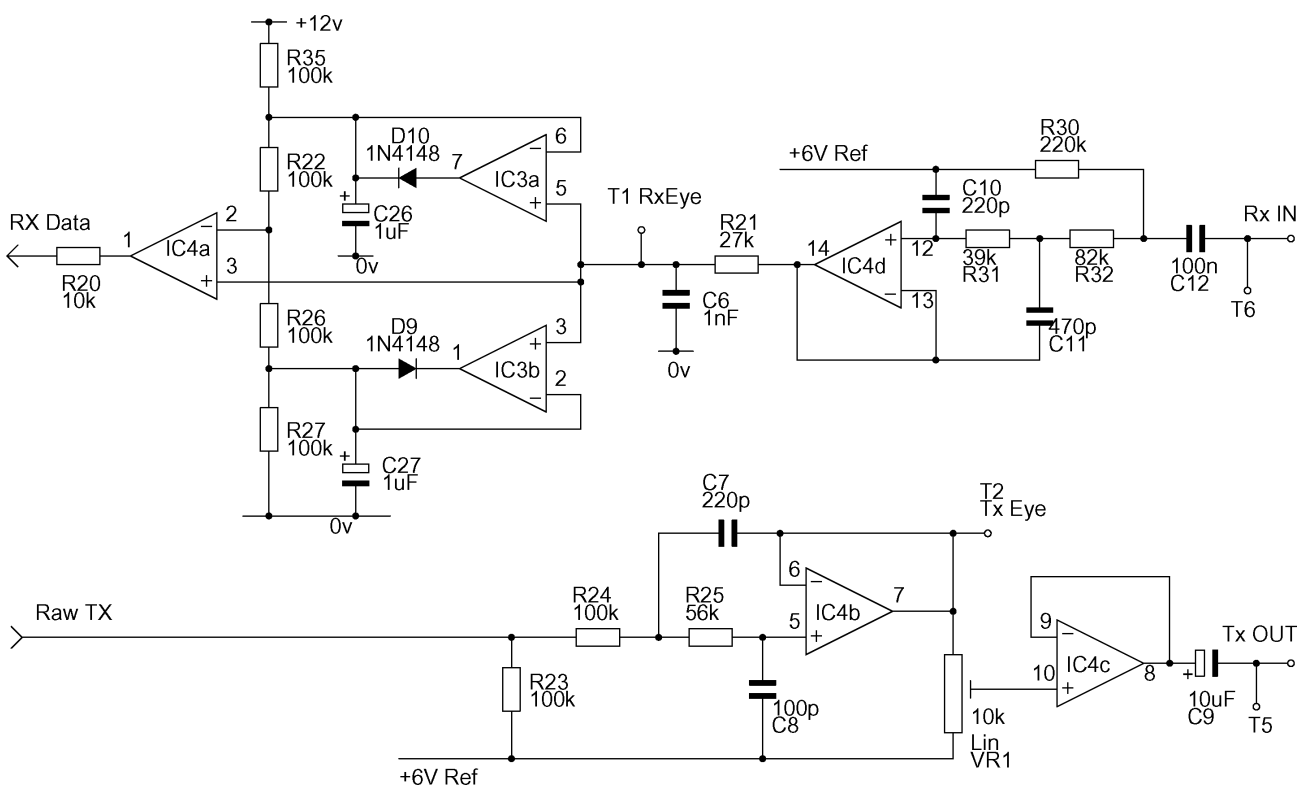 +12v
R35
100k
D10
1N4148
7
6
IC3a
5
R22
100k
+
C26
1uF
0v
RX Data
1
2
IC4a
3
R20
10k
T1 RxEye
R21
27k
C6
1nF
0v
+6V Ref
R30
220k
C10
220p
14
IC4d
12
13
39k
R31
82k
R32
100n
C12
Rx IN
T6
470p
C11
R26
100k
D9
1N4148
1
3
IC3b
2
R27
100k
+
C27
1uF
0v
C7
220p
T2
Tx Eye
Raw TX
R24
100k
R25
56k
6
5
IC4b
7
R23
100k
100p
C8
10k
Lin
VR1
9
10
IC4c
8
+
10uF
C9
Tx OUT
T5
+6V Ref